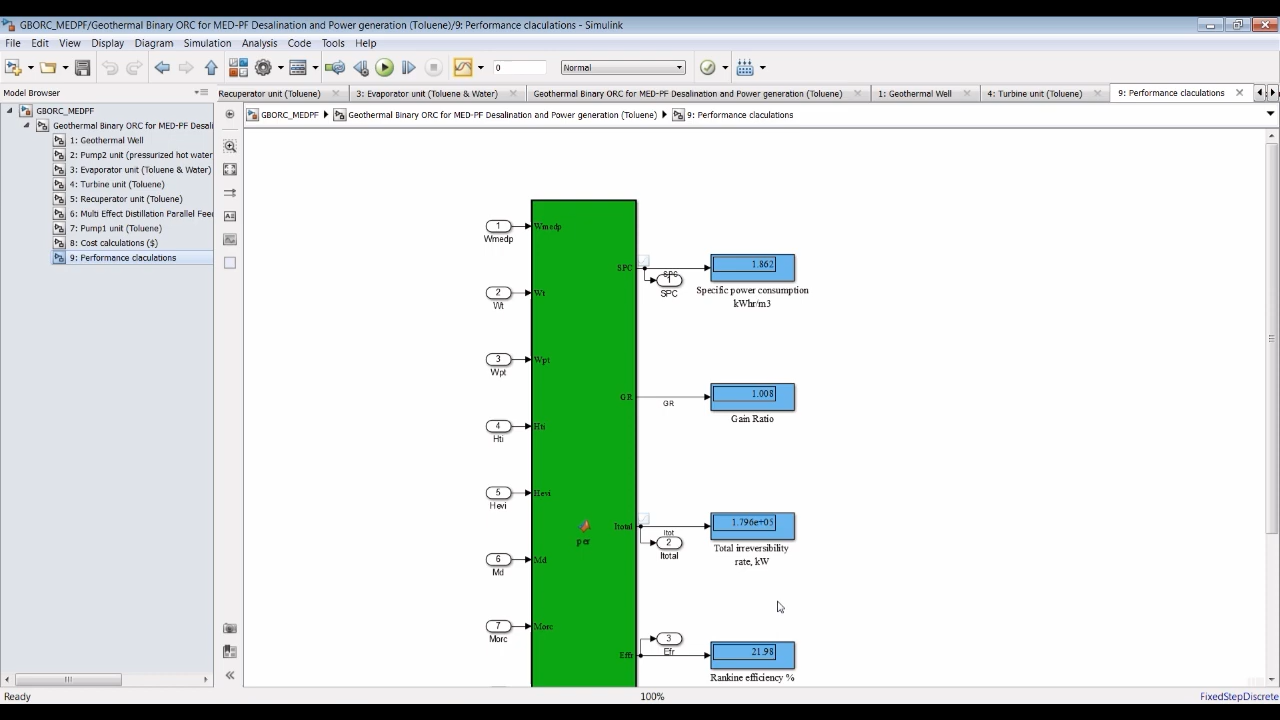 GBORC_MEDPF/Geothermal Binary ORC for MED-PF Desalination and Power generation (Toluene)/9: Performance claculations - Simulink
File Edit View Display Diagram Simulation Analysis Code Tools Help
0 Normal
Model Browser
Recuperator unit (Toluene) 3: Evaporator unit (Toluene & Water) Geothermal Binary ORC for MED-PF Desalination and Power generation (Toluene) 1: Geothermal Well 4: Turbine unit (Toluene) 9: Performance claculations
GBORC_MEDPF Geothermal Binary ORC for MED-PF Desalination and Power generation (Toluene) 9: Performance claculations
GBORC_MEDPF
Geothermal Binary ORC for MED-PF Desali
1: Geothermal Well
2: Pump2 unit (pressurized hot water
3: Evaporator unit (Toluene & Water)
4: Turbine unit (Toluene)
5: Recuperator unit (Toluene)
6: Multi Effect Distillation Parallel Fee
7: Pump1 unit (Toluene)
8: Cost calculations ($)
9: Performance claculations
1
Wmedp
Wmedp
2
Wt
Wt
3
Wpt
Wpt
4
Hti
Hti
5
Hevi
Hevi
6
Md
Md
7
Morc
Morc
per
SPC
SPC
1
SPC
1.862
Specific power consumption
kWhr/m3
GR
GR
1.008
Gain Ratio
Itotal
Itot
2
Itotal
1.796e+05
Total irreversibility
rate, kW
Effr
3
Efr
21.98
Rankine efficiency %
Ready 100% FixedStepDiscrete